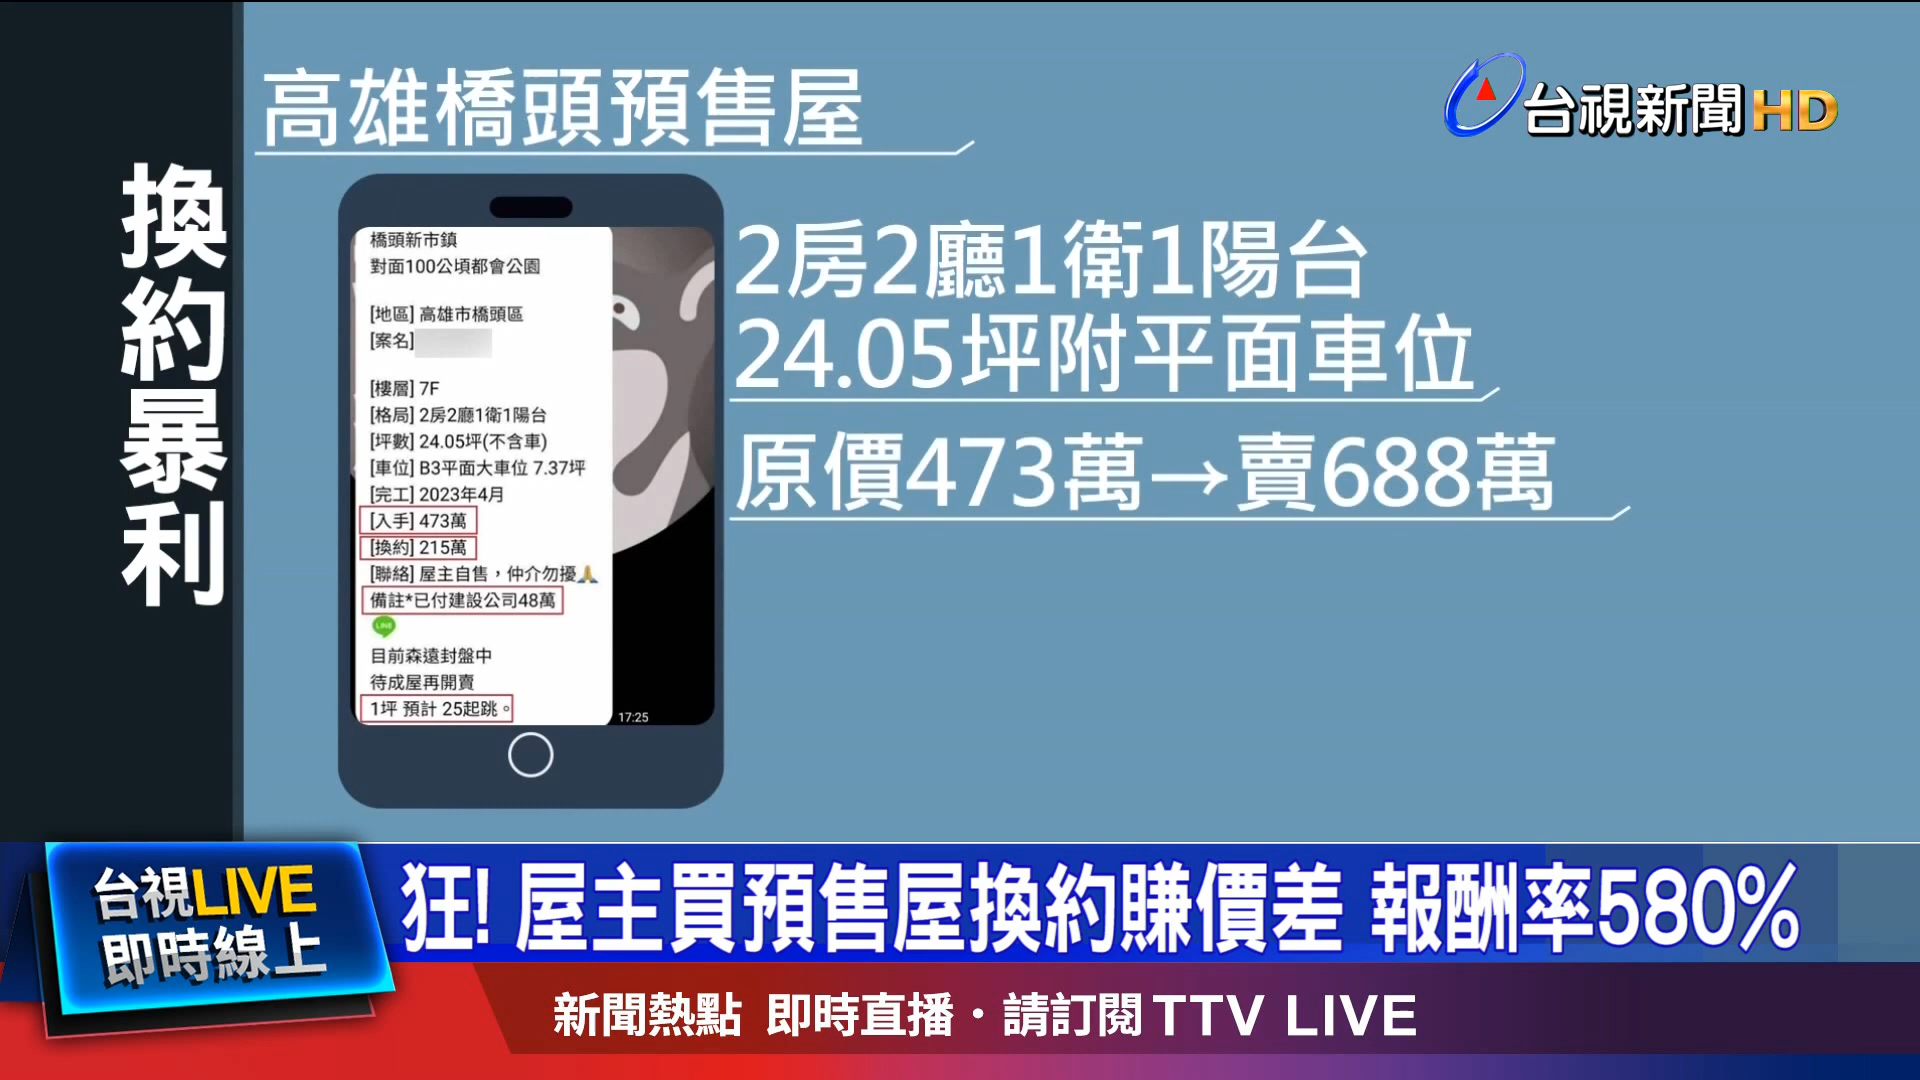 高雄橋頭預售屋
台視新聞HD
換約暴利
橋頭新市鎮
對面100公頃都會公園
[地區] 高雄市橋頭區
[案名]
[樓層] 7F
[格局] 2房2廳1衛1陽台
[坪數] 24.05坪(不含車)
[車位] B3平面大車位 7.37坪
[完工] 2023年4月
[入手] 473萬
[換約] 215萬
[聯絡] 屋主自售，仲介勿擾🙏
備註*已付建設公司48萬
LINE
目前森遠封盤中
待成屋再開賣
1坪 預計 25起跳。
17:25
2房2廳1衛1陽台
24.05坪附平面車位
原價473萬→賣688萬
台視LIVE
即時線上
狂! 屋主買預售屋換約賺價差 報酬率580%
新聞熱點 即時直播·請訂閱TTV LIVE